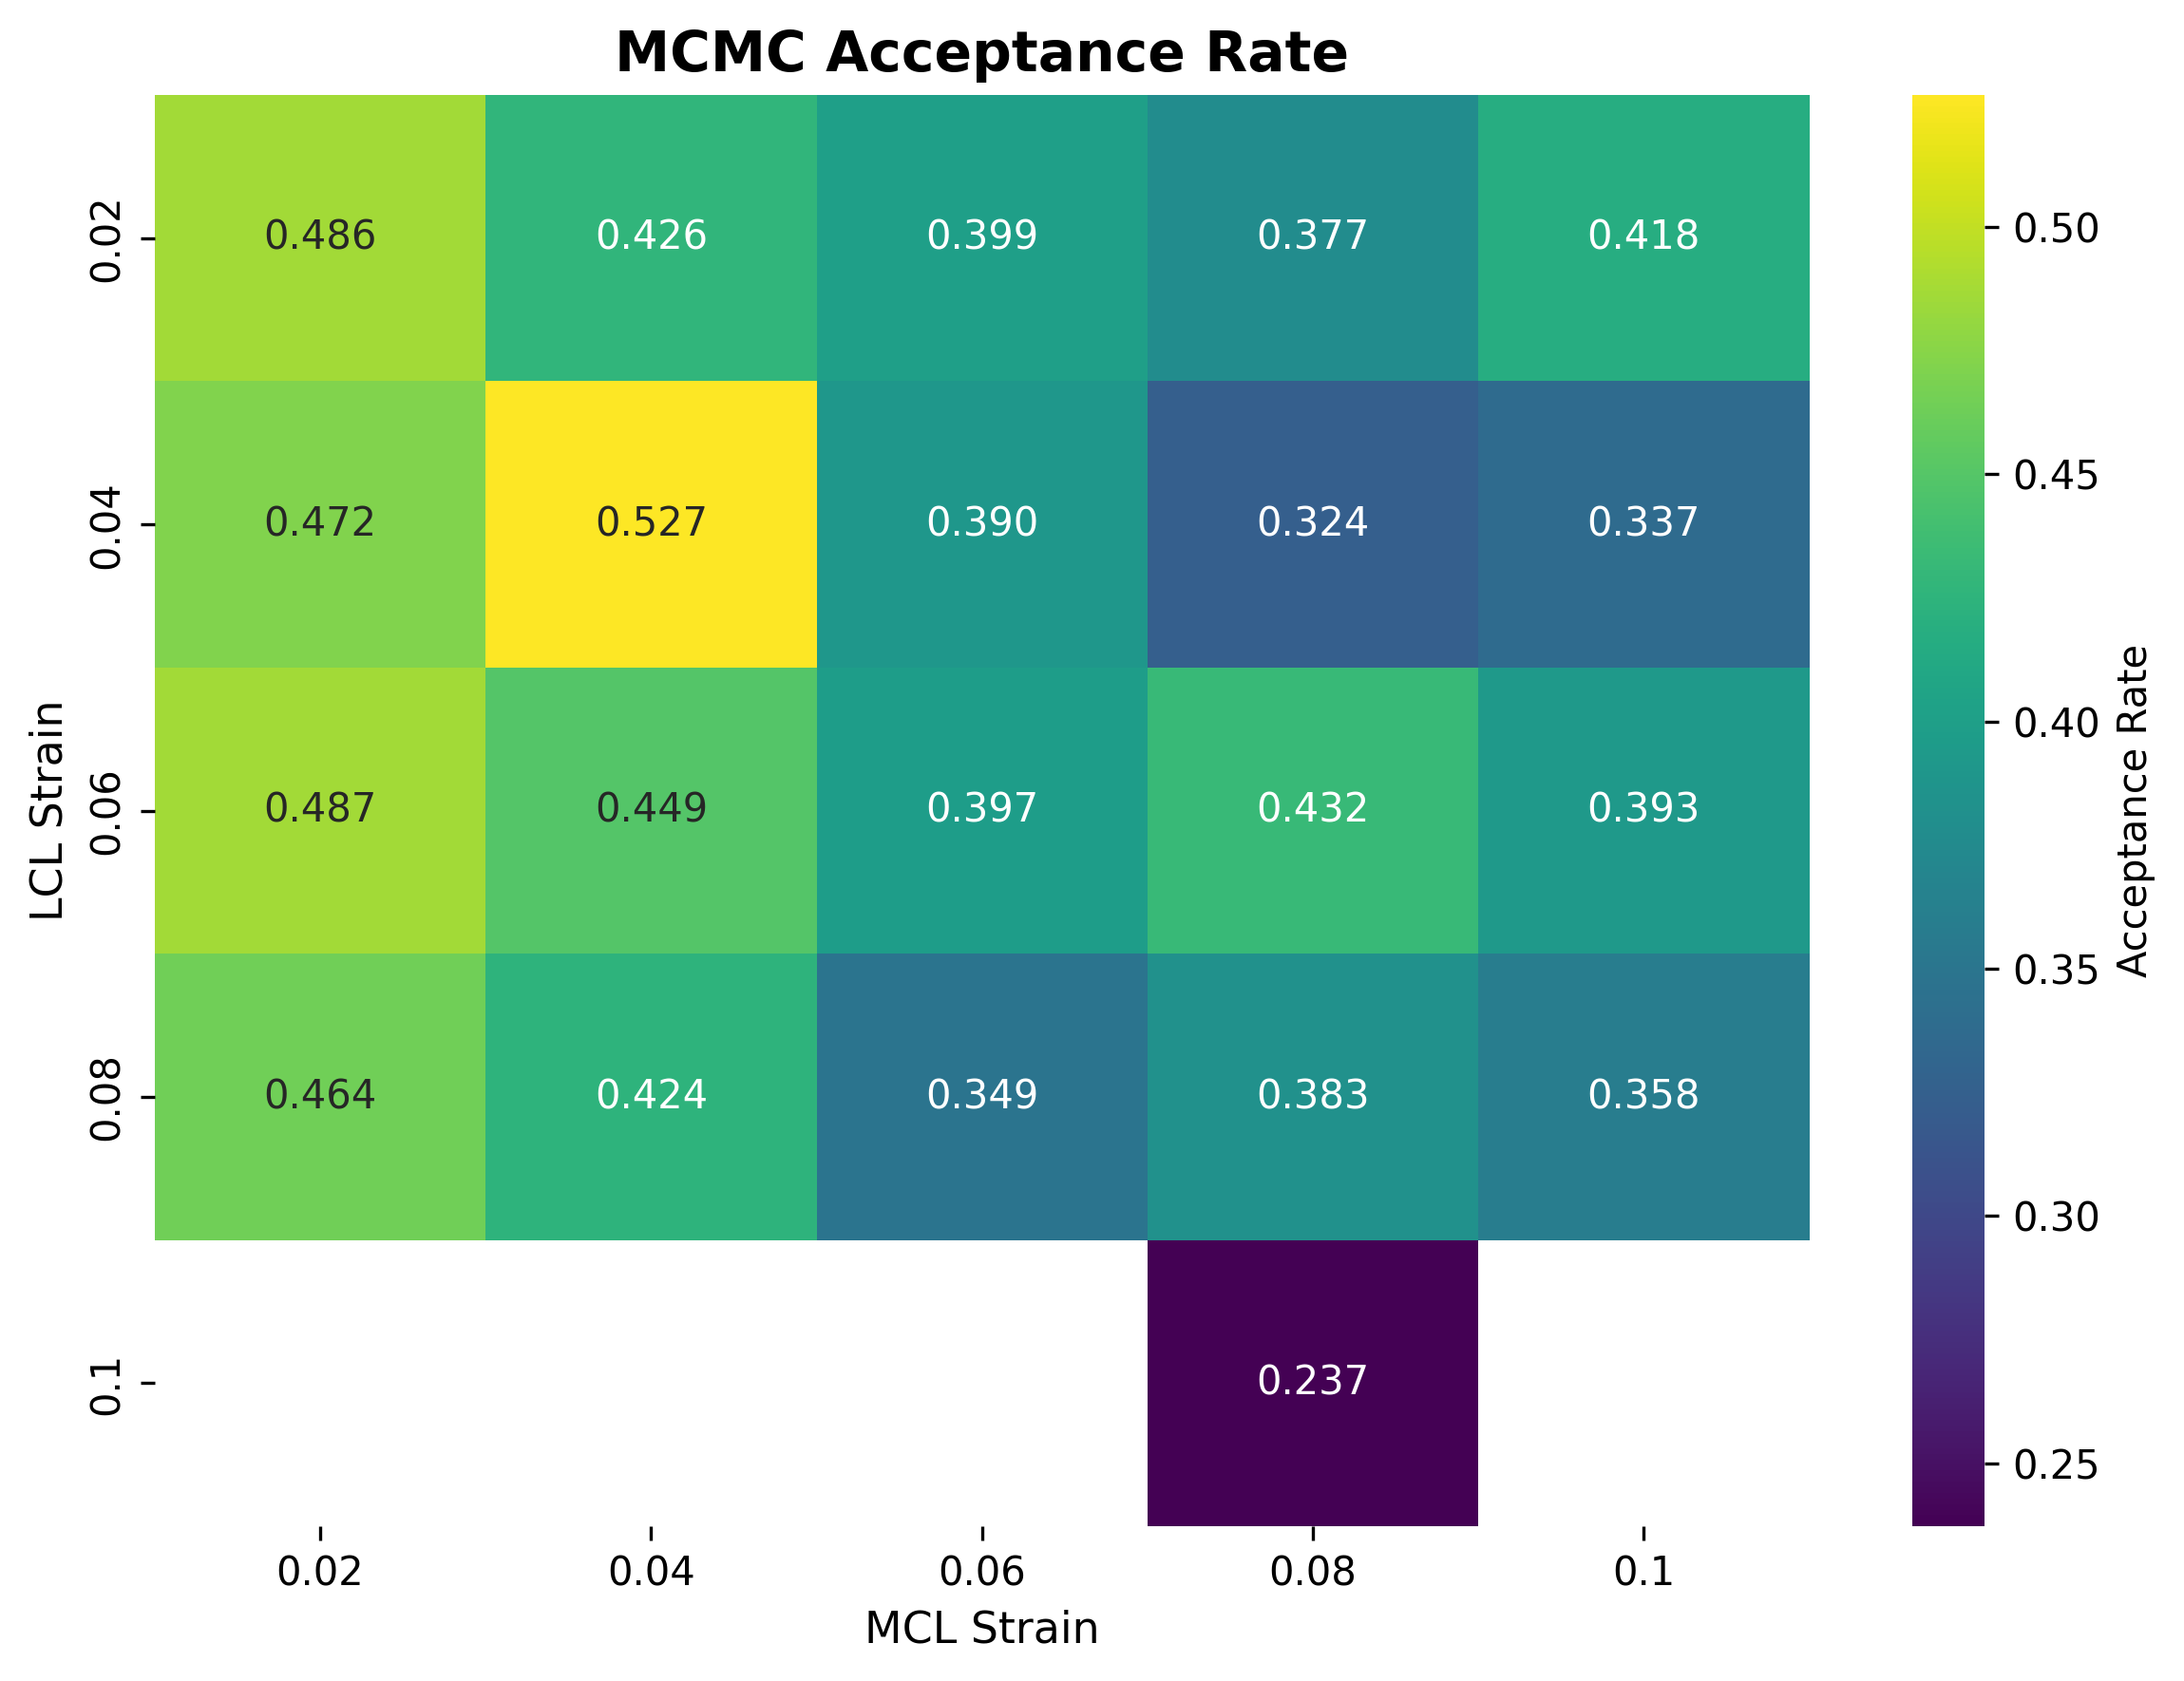 MCMC Acceptance Rate
LCL Strain
0.02 0.486 0.426 0.399 0.377 0.418
0.04 0.472 0.527 0.390 0.324 0.337
0.06 0.487 0.449 0.397 0.432 0.393
0.08 0.464 0.424 0.349 0.383 0.358
0.1 0.237
0.02 0.04 0.06 0.08 0.1
MCL Strain
0.50
0.45
0.40
0.35
0.30
0.25
Acceptance Rate